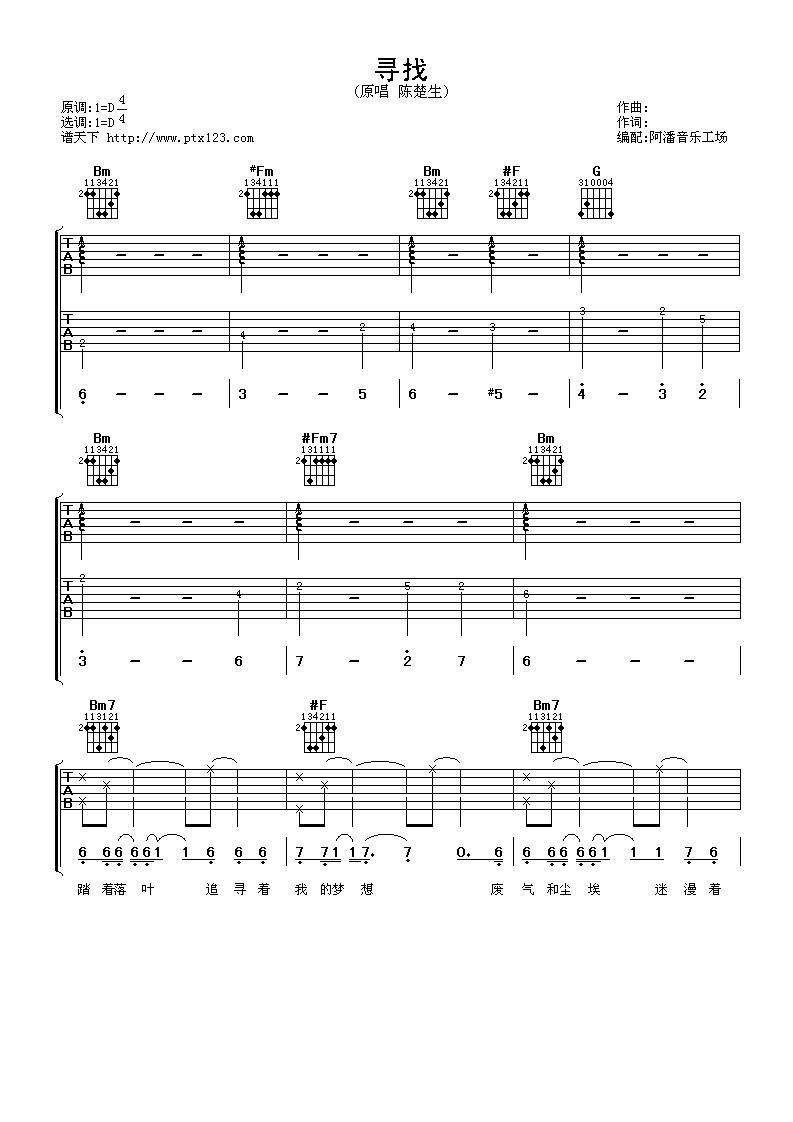 寻找
(原唱 陈楚生)
原调:1=D 4/4
选调:1=D
谱天下 http://www.ptx123.com
作曲:
作词:
编配:阿潘音乐工场
Bm #Fm Bm #F G
113421 134111 113421 134211 310004
2 2 2 2
T A B
T A B 2 4 2 4 3 3 2 5
6 - - - 3 - - 5 6 - #5 - 4 - 3 2
Bm #Fm7 Bm
113421 131111 113421
2 2 2
T A B
T A B 2 4 2 5 2 6
3 - - 6 7 - 2 7 6 - - -
Bm7 #F Bm7
113121 134211 113121
2 2 2
T A B
6 66 661 1 6 6 6 7 71 17. 7 0. 6 6 66 661 1 1 7 6
踏 着落 叶 追 寻 着 我 的梦 想 废 气 和尘 埃 迷 漫 着